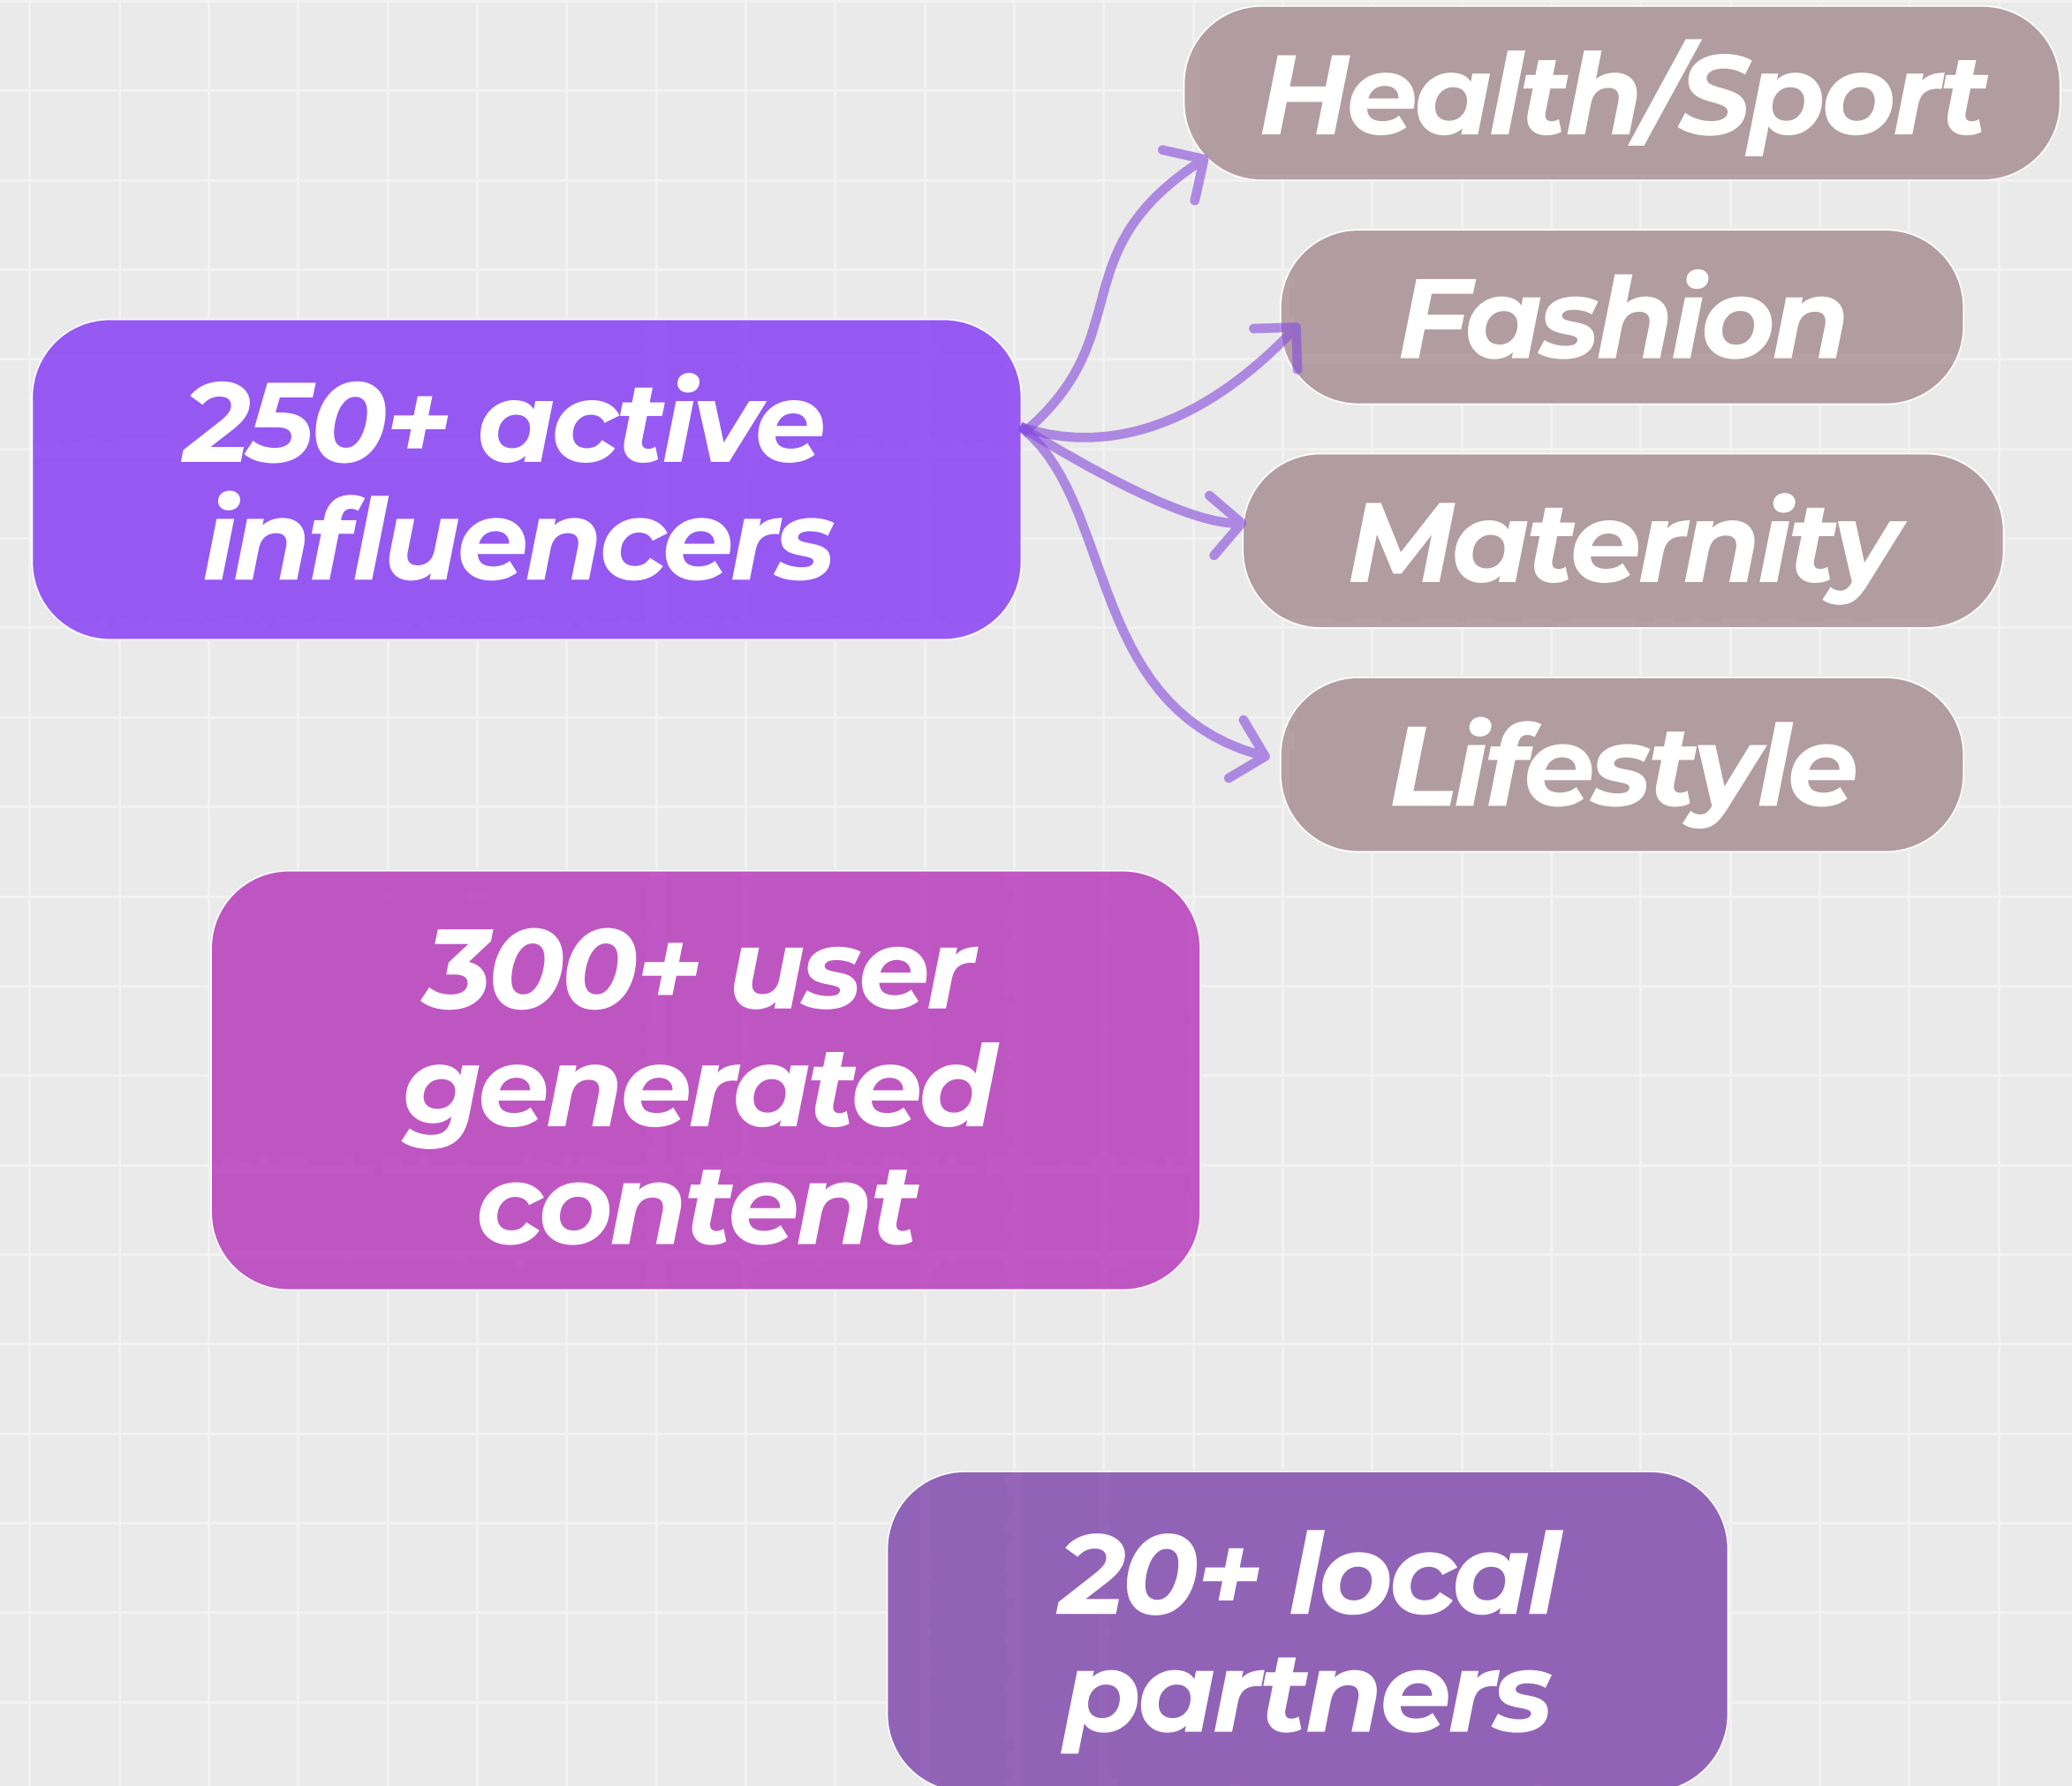 Health/Sport
Fashion
250+ active
influencers
Maternity
Lifestyle
300+ user
generated
content
20+ local
partners